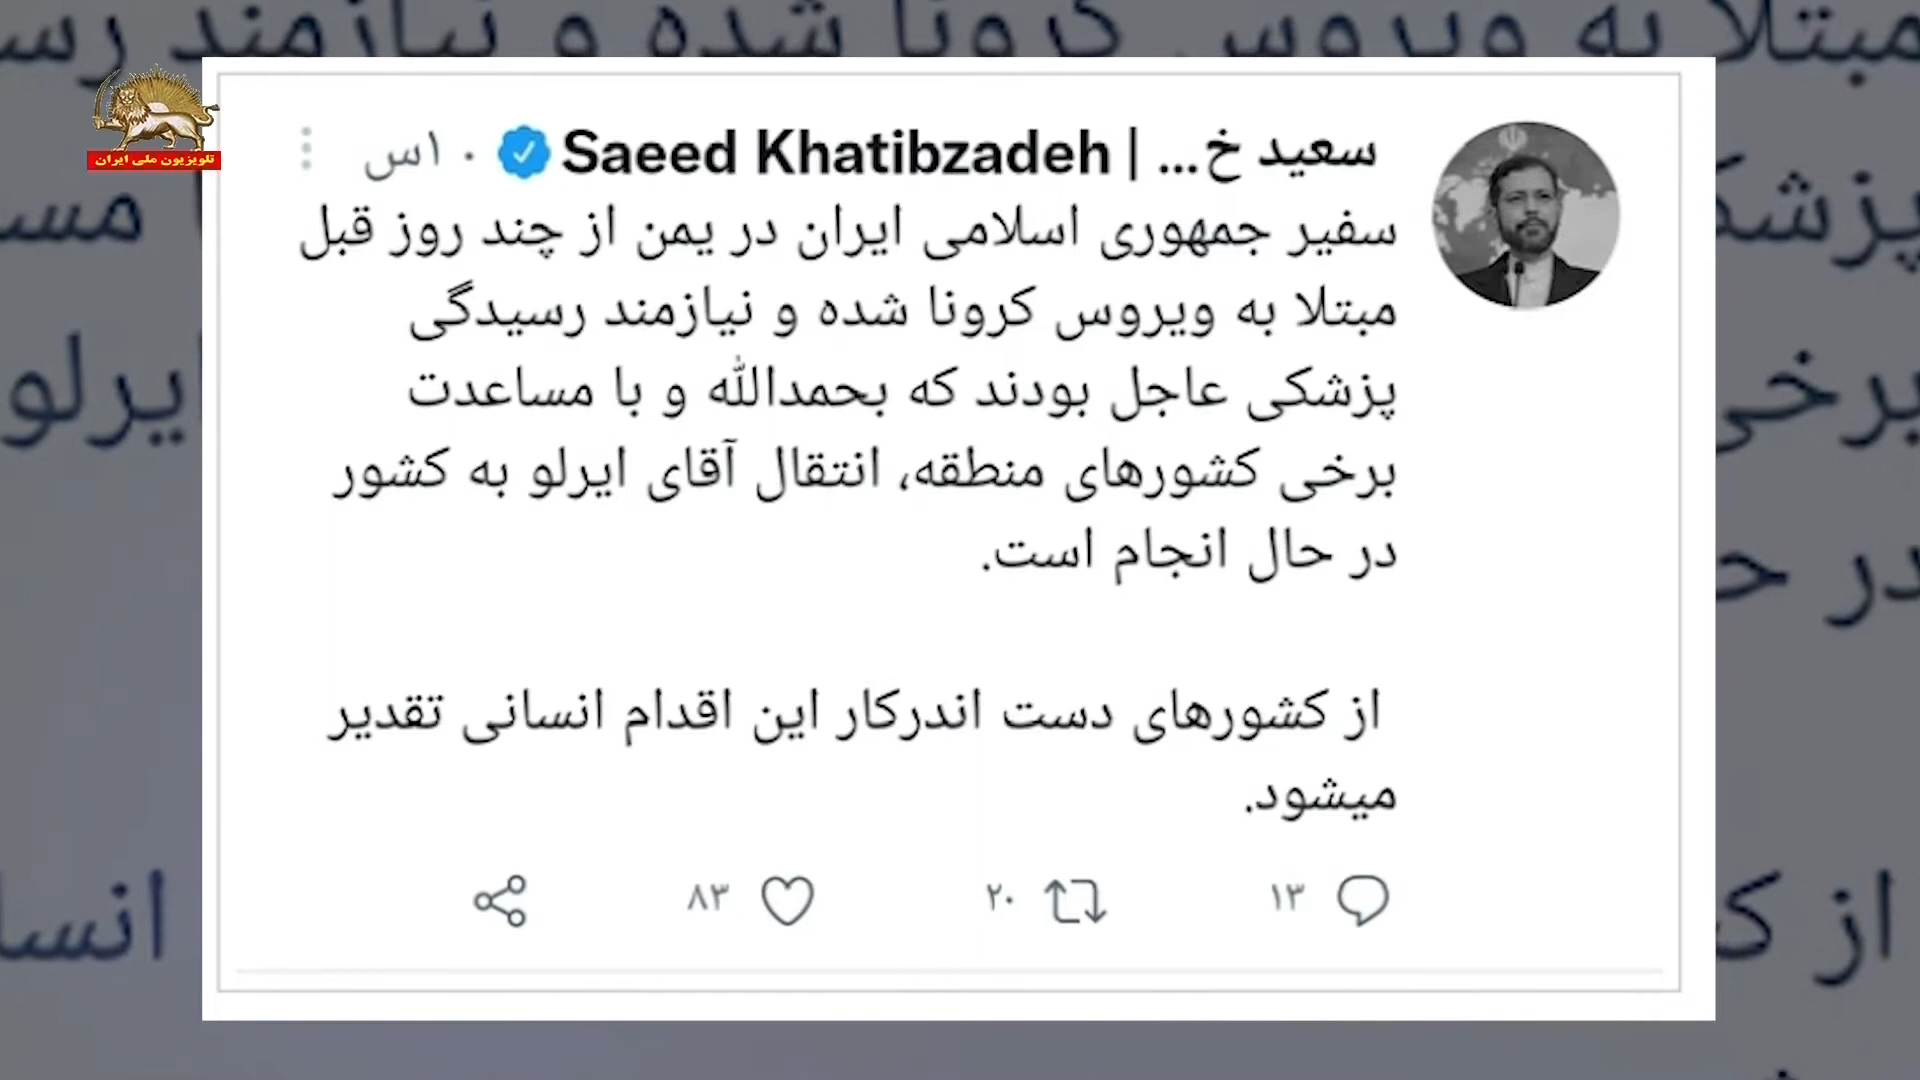 تلویزیون ملی ایران
سعید خ... | Saeed Khatibzadeh · ۱س
سفیر جمهوری اسلامی ایران در یمن از چند روز قبل
مبتلا به ویروس کرونا شده و نیازمند رسیدگی
پزشکی عاجل بودند که بحمدالله و با مساعدت
برخی کشورهای منطقه، انتقال آقای ایرلو به کشور
در حال انجام است.
از کشورهای دست اندرکار این اقدام انسانی تقدیر
میشود.
۱۳ ۲۰ ۸۳